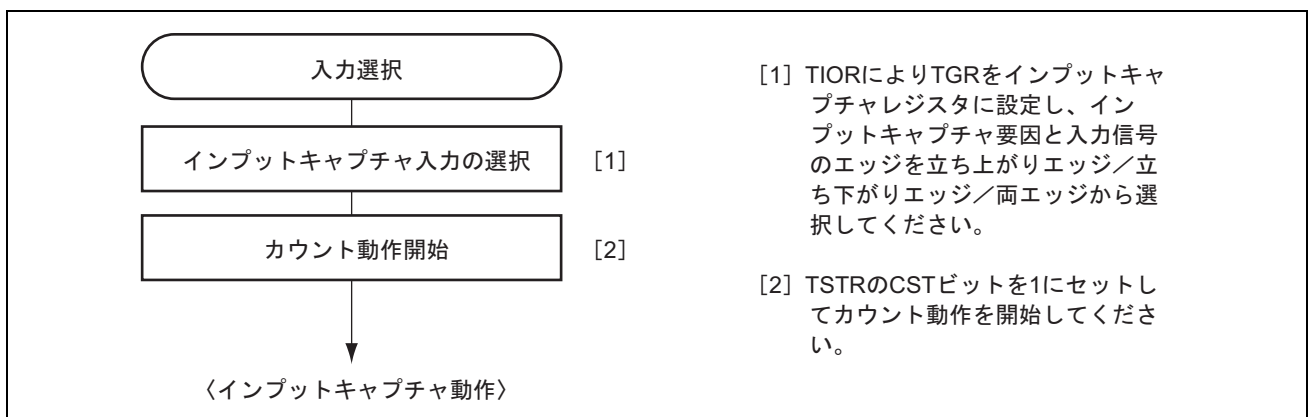 入力選択
インプットキャプチャ入力の選択 [1]
カウント動作開始 [2]
〈インプットキャプチャ動作〉
[1] TIORによりTGRをインプットキャ
プチャレジスタに設定し、イン
プットキャプチャ要因と入力信号
のエッジを立ち上がりエッジ／立
ち下がりエッジ／両エッジから選
択してください。
[2] TSTRのCSTビットを1にセットし
てカウント動作を開始してくださ
い。